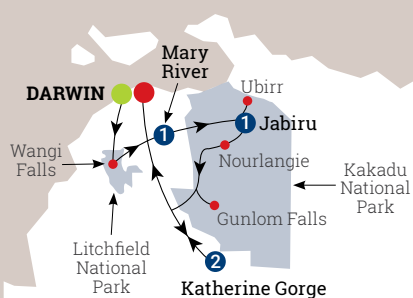 Mary
River
DARWIN
Ubirr
1
1
Jabiru
Wangi
Falls
Nourlangie
Kakadu
National
Park
Gunlom Falls
Litchfield
National
Park
2
Katherine Gorge